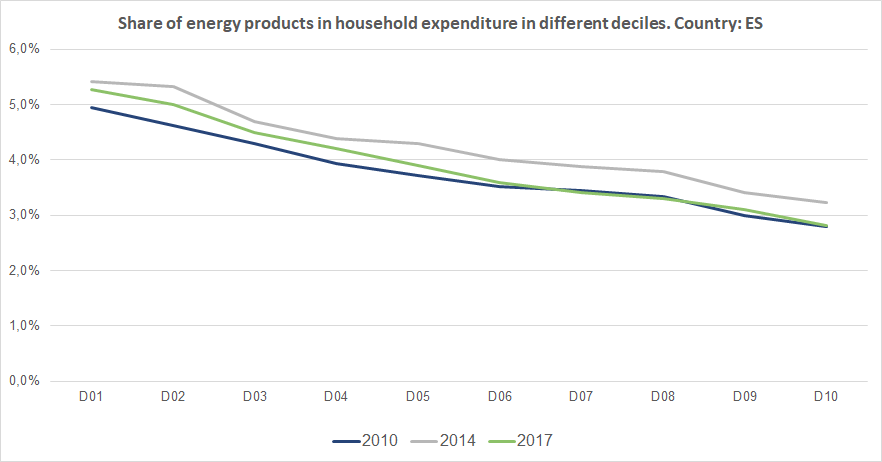 Share of energy products in household expenditure in different deciles. Country: ES
6,0%
5,0%
4,0%
3,0%
2,0%
1,0%
0,0%
D01 D02 D03 D04 D05 D06 D07 D08 D09 D10
2010 2014 2017